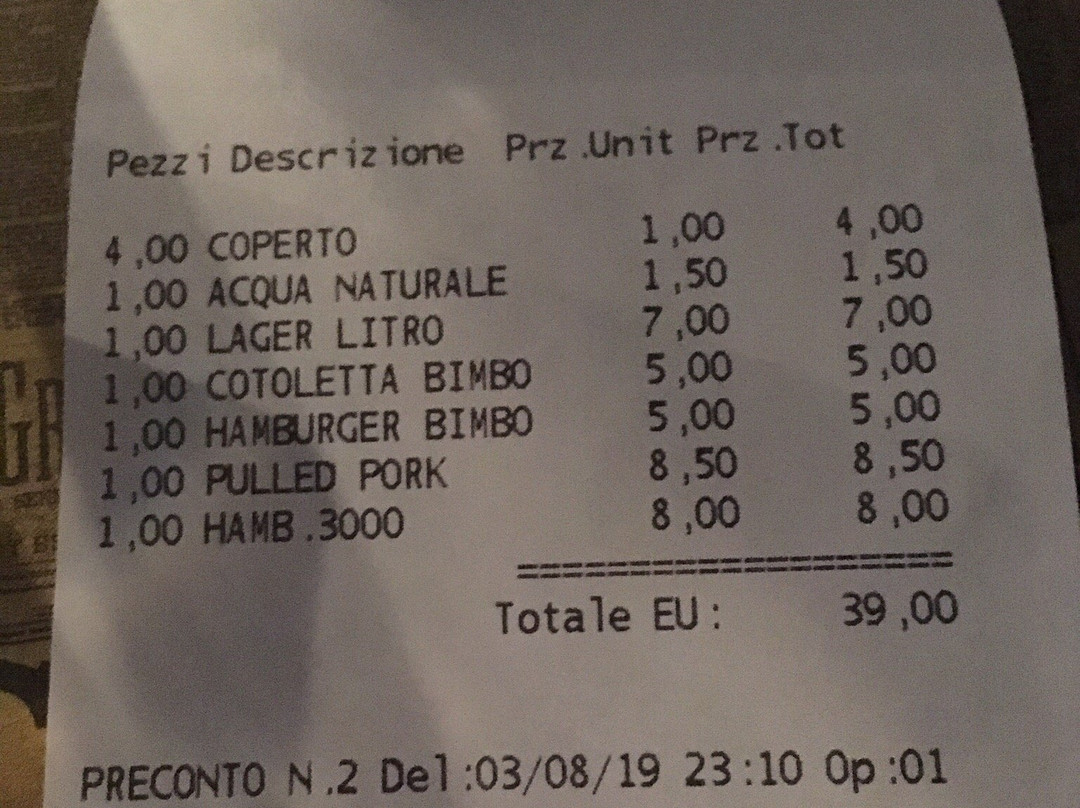 Pezzi Descrizione Prz.Unit Prz.Tot
4,00 COPERTO 1,00 4,00
1,00 ACQUA NATURALE 1,50 1,50
1,00 LAGER LITRO 7,00 7,00
1,00 COTOLETTA BIMBO 5,00 5,00
1,00 HAMBURGER BIMBO 5,00 5,00
1,00 PULLED PORK 8,50 8,50
1,00 HAMB.3000 8,00 8,00
========================
Totale EU: 39,00
PRECONTO N.2 Del:03/08/19 23:10 Op:01